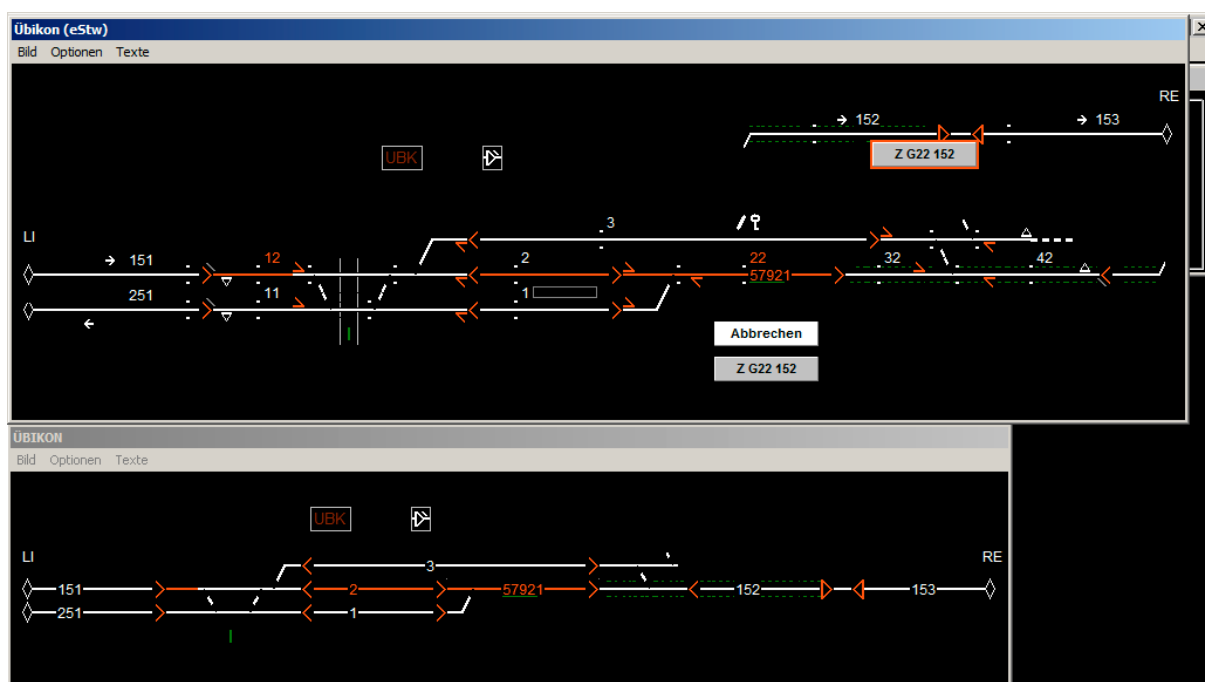 Übikon (eStw)
Bild Optionen Texte
RE
152 153
UBK
Z G22 152
3
LI
151 12 2 22 32 42
57921
251 11 1
Abbrechen
Z G22 152
ÜBIKON
Bild Optionen Texte
UBK
LI RE
3
151 2 57921 152 153
251 1